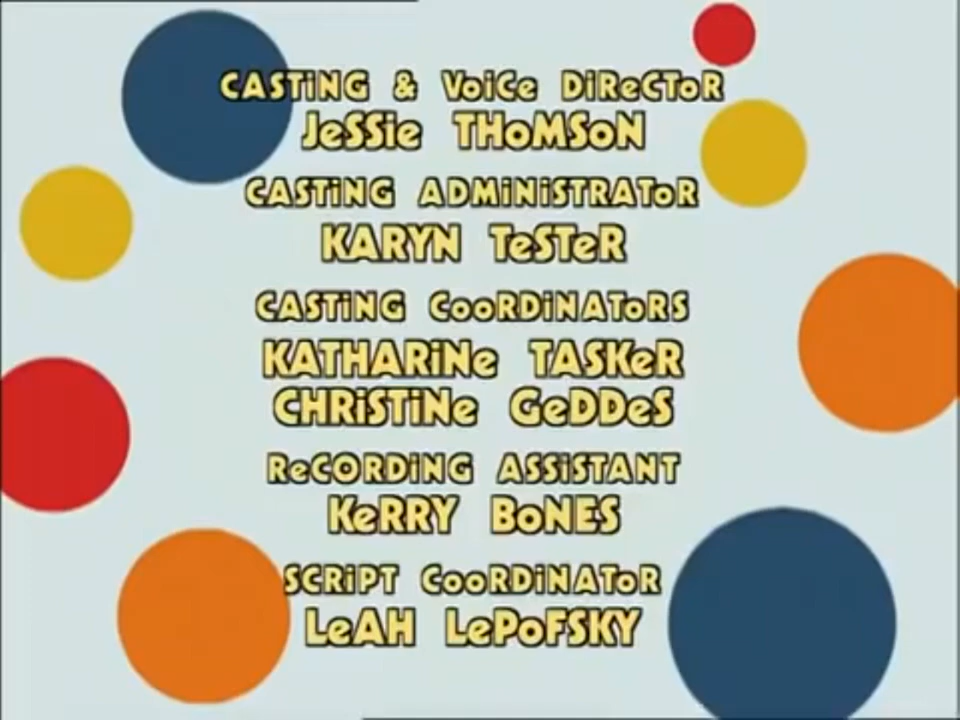 CASTiNG & VoiCe DiReCToR
JeSSie THoMSoN
CASTiNG ADMiNiSTRAToR
KARYN TeSTeR
CASTiNG CooRDiNAToRS
KATHARiNe TASKeR
CHRiSTiNe GeDDeS
ReCORDiNG ASSiSTANT
KeRRY BoNES
SCRiPT CooRDiNAToR
LeAH LePoFSKY